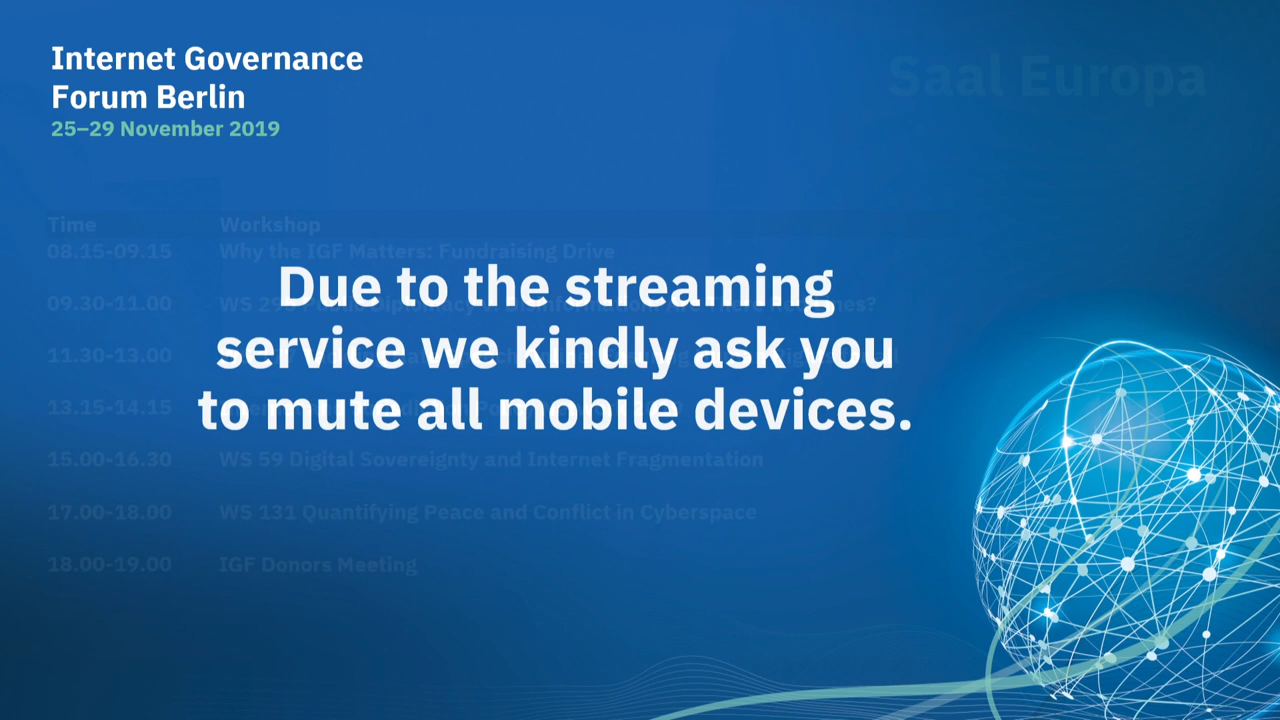 Internet Governance
Forum Berlin
25–29 November 2019
Saal Europa
Time Workshop
08.15-09.15 Why the IGF Matters: Fundraising Drive
Due to the streaming
09.30-11.00 WS
service we kindly ask you
11.30-13.00
to mute all mobile devices.
13.15-14.15
15.00-16.30 WS 59 Digital Sovereignty and Internet Fragmentation
17.00-18.00 WS 131 Quantifying Peace and Conflict in Cyberspace
18.00-19.00 IGF Donors Meeting